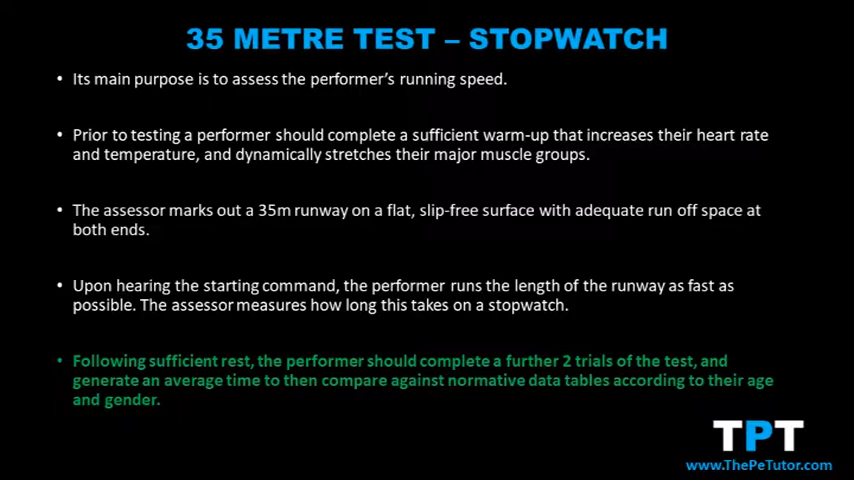 35 METRE TEST – STOPWATCH
• Its main purpose is to assess the performer's running speed.
• Prior to testing a performer should complete a sufficient warm-up that increases their heart rate
and temperature, and dynamically stretches their major muscle groups.
• The assessor marks out a 35m runway on a flat, slip-free surface with adequate run off space at
both ends.
• Upon hearing the starting command, the performer runs the length of the runway as fast as
possible. The assessor measures how long this takes on a stopwatch.
• Following sufficient rest, the performer should complete a further 2 trials of the test, and
generate an average time to then compare against normative data tables according to their age
and gender.
TPT
www.ThePeTutor.com